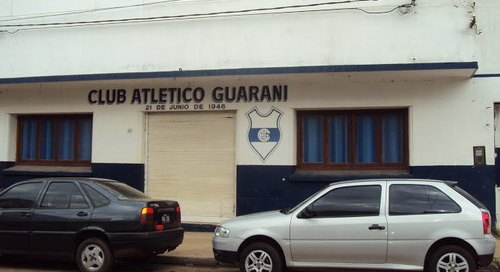 CLUB ATLETICO GUARANI
21 DE JUNIO DE 1946